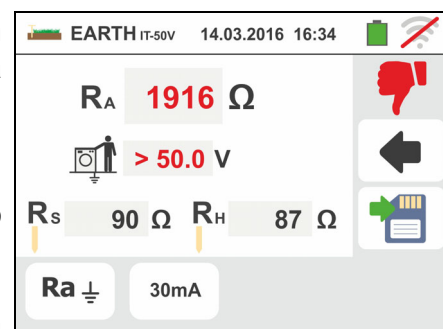 EARTH IT-50V 14.03.2016 16:34
RA 1916 Ω
> 50.0 V
RS 90 Ω RH 87 Ω
Ra 30mA